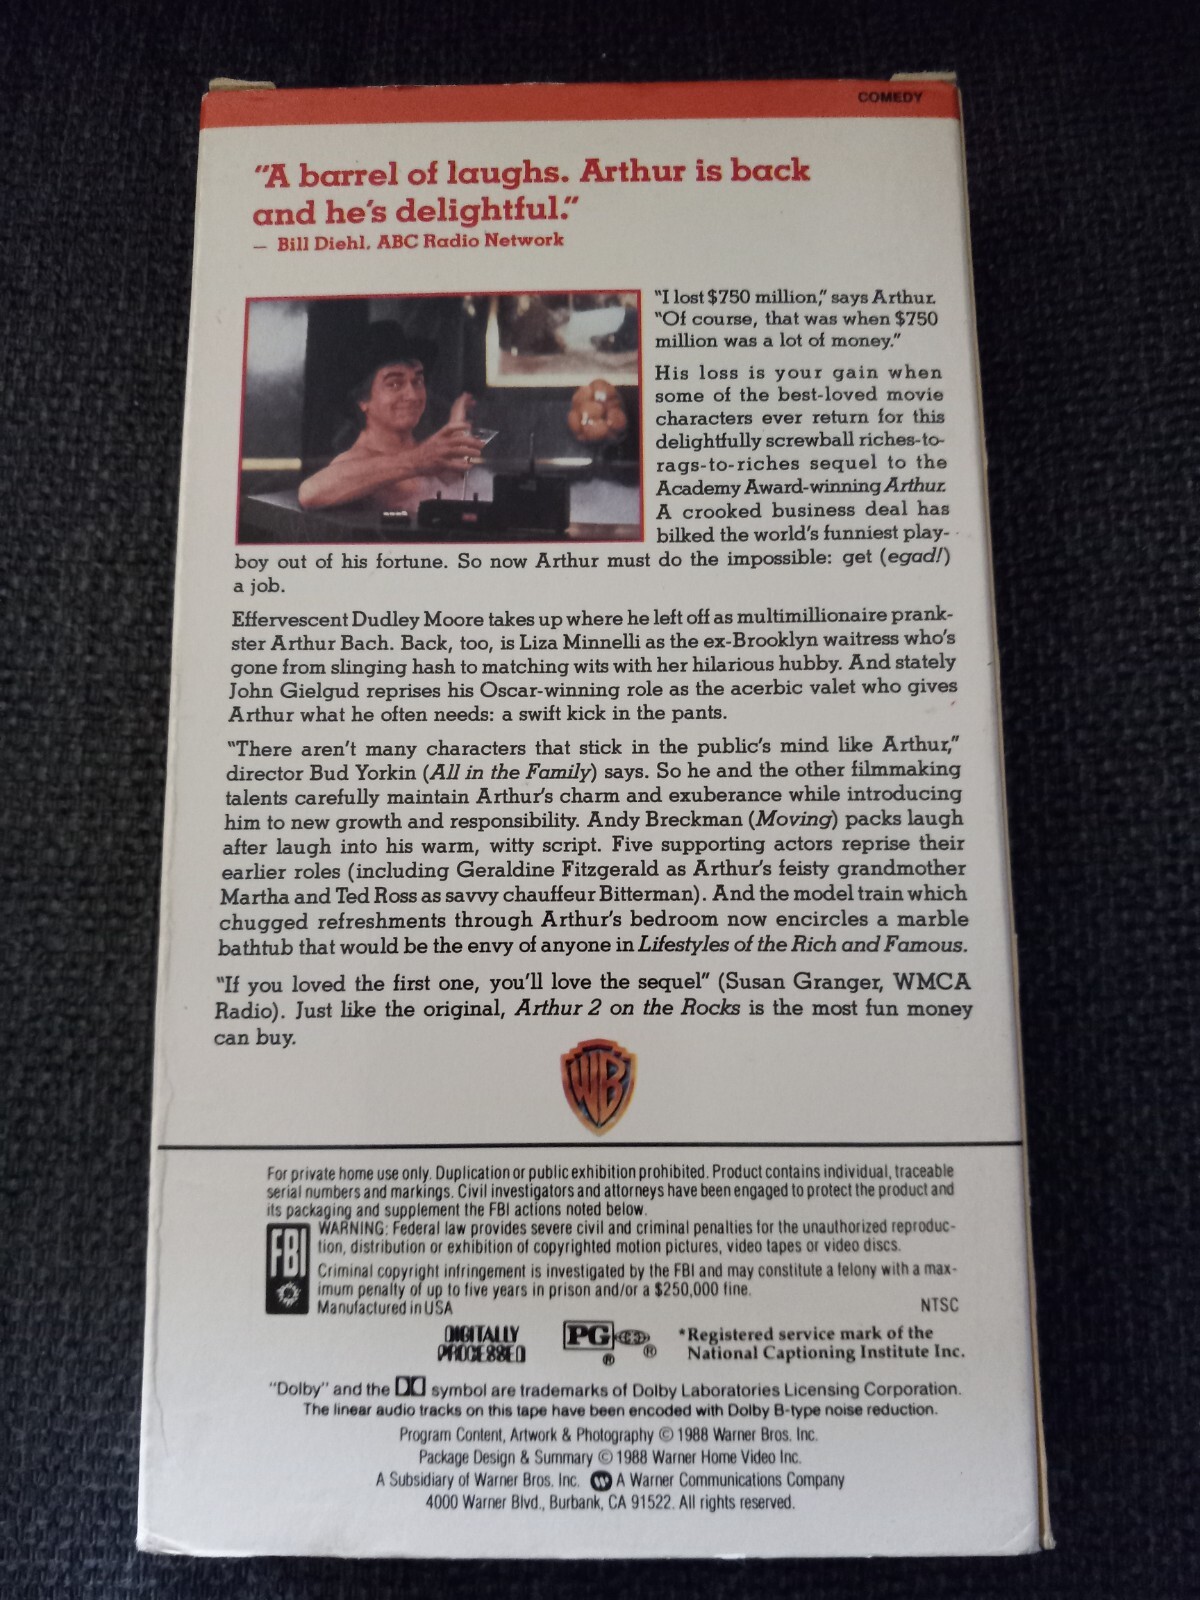 COMEDY
"A barrel of laughs. Arthur is back
and he's delightful."
– Bill Diehl, ABC Radio Network
"I lost $750 million," says Arthur.
"Of course, that was when $750
million was a lot of money."
His loss is your gain when
some of the best-loved movie
characters ever return for this
delightfully screwball riches-to-
rags-to-riches sequel to the
Academy Award-winning Arthur.
A crooked business deal has
bilked the world's funniest play-
boy out of his fortune. So now Arthur must do the impossible: get (egad!)
a job.
Effervescent Dudley Moore takes up where he left off as multimillionaire prank-
ster Arthur Bach. Back, too, is Liza Minnelli as the ex-Brooklyn waitress who's
gone from slinging hash to matching wits with her hilarious hubby. And stately
John Gielgud reprises his Oscar-winning role as the acerbic valet who gives
Arthur what he often needs: a swift kick in the pants.
"There aren't many characters that stick in the public's mind like Arthur,"
director Bud Yorkin (All in the Family) says. So he and the other filmmaking
talents carefully maintain Arthur's charm and exuberance while introducing
him to new growth and responsibility. Andy Breckman (Moving) packs laugh
after laugh into his warm, witty script. Five supporting actors reprise their
earlier roles (including Geraldine Fitzgerald as Arthur's feisty grandmother
Martha and Ted Ross as savvy chauffeur Bitterman). And the model train which
chugged refreshments through Arthur's bedroom now encircles a marble
bathtub that would be the envy of anyone in Lifestyles of the Rich and Famous.
"If you loved the first one, you'll love the sequel" (Susan Granger, WMCA
Radio). Just like the original, Arthur 2 on the Rocks is the most fun money
can buy.
WB
For private home use only. Duplication or public exhibition prohibited. Product contains individual, traceable
serial numbers and markings. Civil investigators and attorneys have been engaged to protect the product and
its packaging and supplement the FBI actions noted below.
FBI
WARNING: Federal law provides severe civil and criminal penalties for the unauthorized reproduc-
tion, distribution or exhibition of copyrighted motion pictures, video tapes or video discs.
Criminal copyright infringement is investigated by the FBI and may constitute a felony with a max-
imum penalty of up to five years in prison and/or a $250,000 fine.
Manufactured in USA NTSC
DIGITALLY
PROCESSED
PG ® ®
*Registered service mark of the
National Captioning Institute Inc.
"Dolby" and the symbol are trademarks of Dolby Laboratories Licensing Corporation.
The linear audio tracks on this tape have been encoded with Dolby B-type noise reduction.
Program Content, Artwork & Photography © 1988 Warner Bros. Inc.
Package Design & Summary © 1988 Warner Home Video Inc.
A Subsidiary of Warner Bros. Inc. A Warner Communications Company
4000 Warner Blvd., Burbank, CA 91522. All rights reserved.